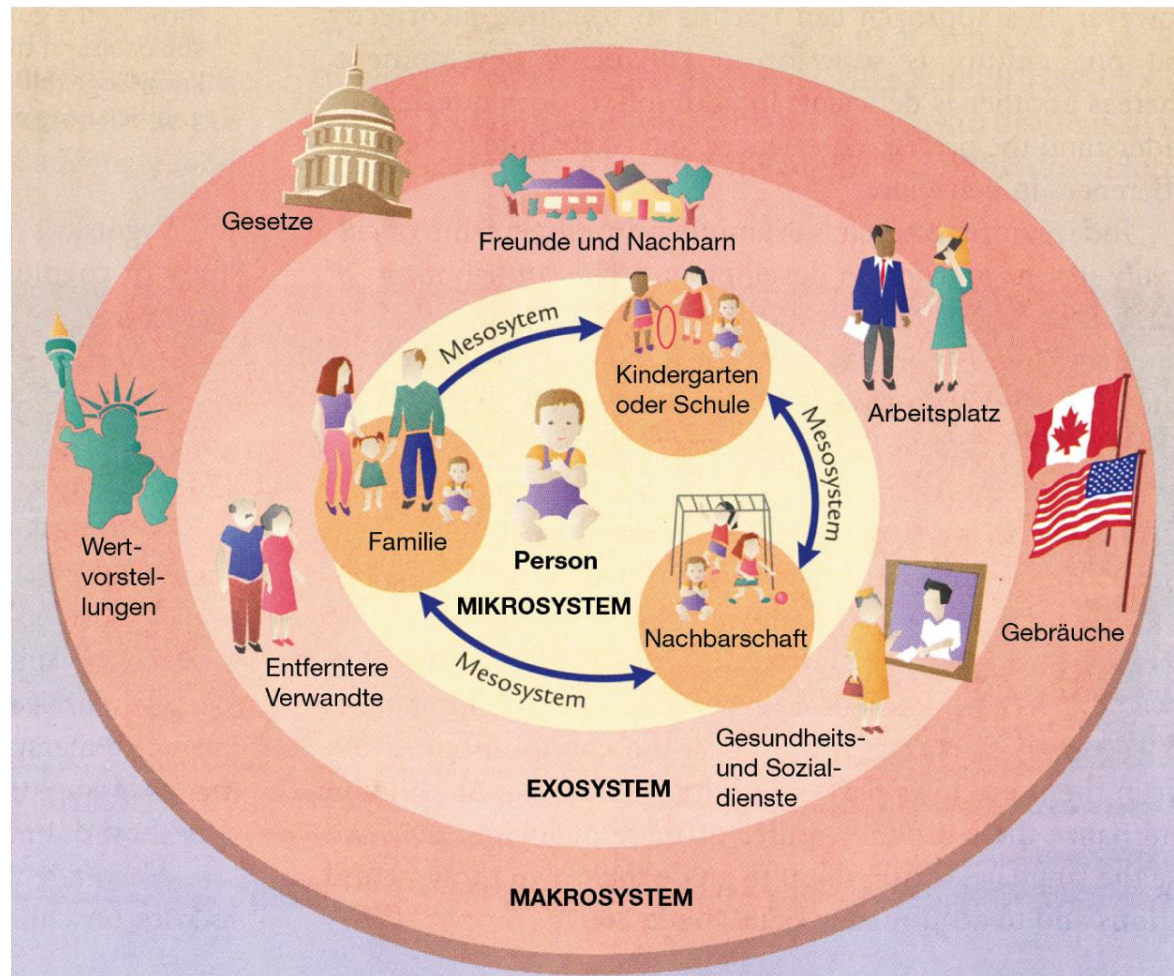 Gesetze
Freunde und Nachbarn
Mesosytem
Kindergarten
oder Schule
Arbeitsplatz
Mesosystem
Wert-
vorstel-
lungen
Familie
Person
MIKROSYSTEM
Nachbarschaft
Gebräuche
Entferntere
Verwandte
Mesosystem
Gesundheits-
und Sozial-
dienste
EXOSYSTEM
MAKROSYSTEM